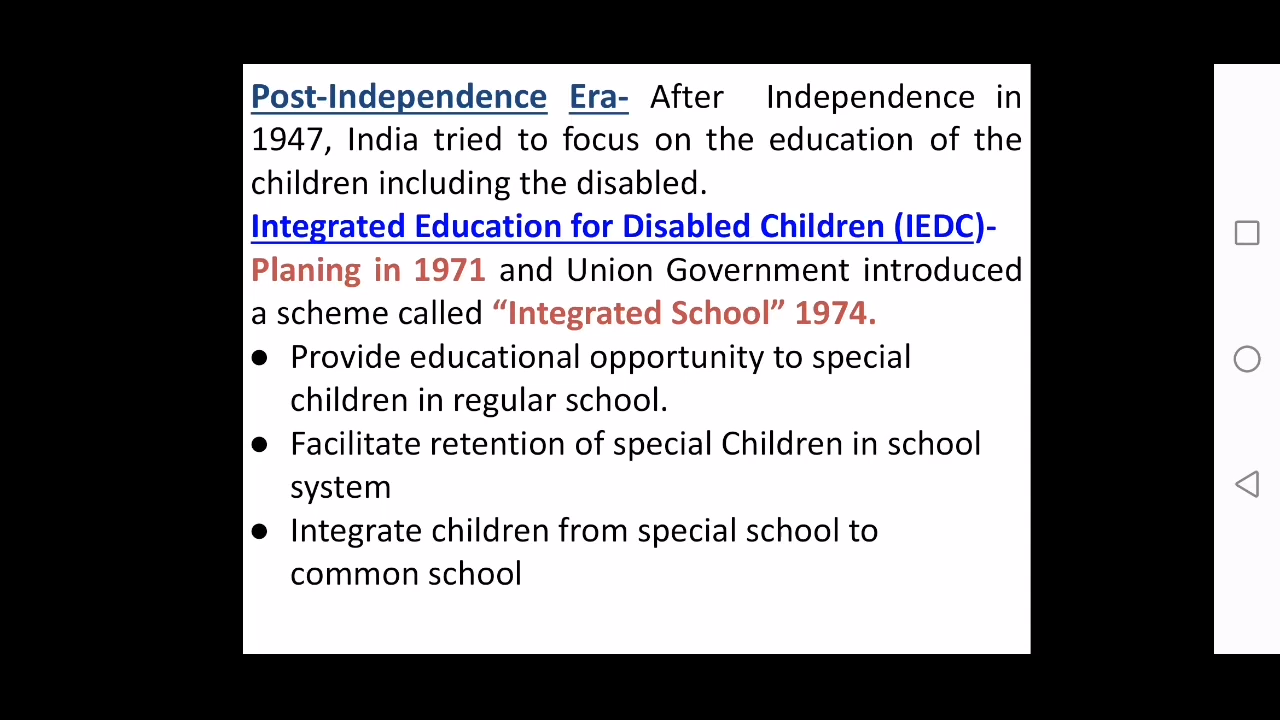 Post-Independence Era- After Independence in
1947, India tried to focus on the education of the
children including the disabled.
Integrated Education for Disabled Children (IEDC)-
Planing in 1971 and Union Government introduced
a scheme called “Integrated School” 1974.
● Provide educational opportunity to special
children in regular school.
● Facilitate retention of special Children in school
system
● Integrate children from special school to
common school